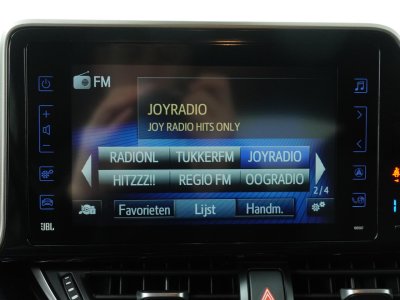 FM
JOYRADIO
JOY RADIO HITS ONLY
RADIONL TUKKERFM JOYRADIO
HITZZZ!! REGIO FM OOGRADIO
2/4
Favorieten Lijst Handm.
JBL